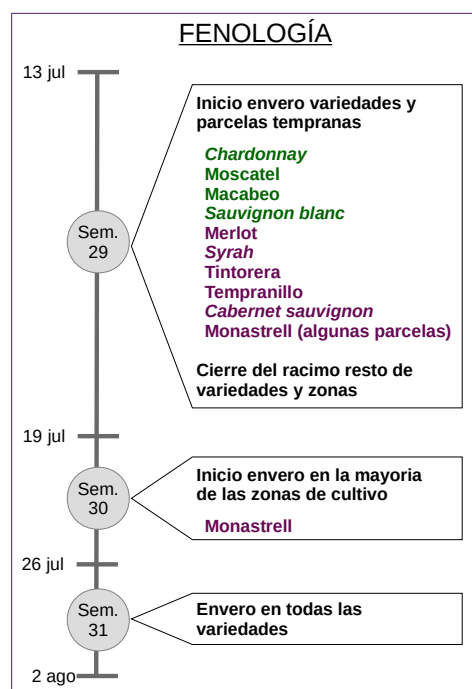 FENOLOGÍA
13 jul
Inicio envero variedades y
parcelas tempranas
Chardonnay
Moscatel
Macabeo
Sauvignon blanc
Merlot
Syrah
Tintorera
Tempranillo
Cabernet sauvignon
Monastrell (algunas parcelas)
Cierre del racimo resto de
variedades y zonas
Sem.
29
19 jul
Inicio envero en la mayoria
de las zonas de cultivo
Monastrell
Sem.
30
26 jul
Envero en todas las
variedades
Sem.
31
2 ago